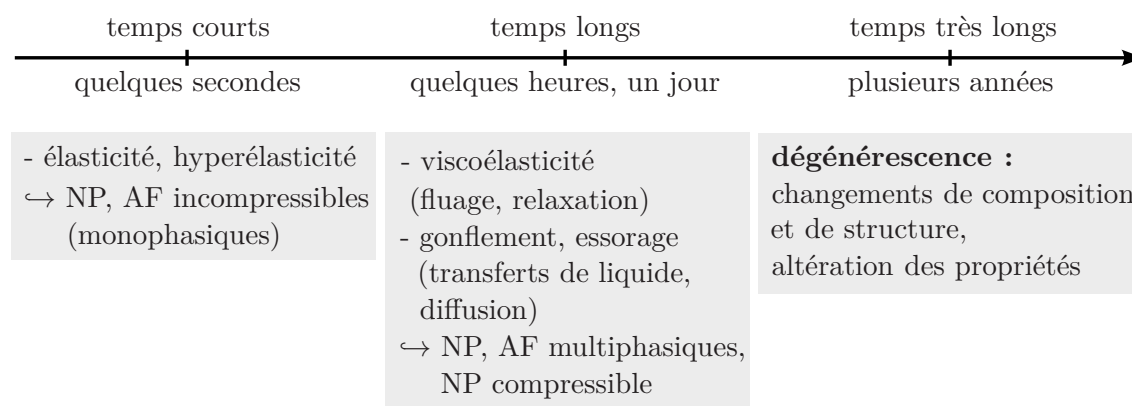 temps courts
temps longs
temps très longs
quelques secondes
quelques heures, un jour
plusieurs années
- élasticité, hyperélasticité
↪ NP, AF incompressibles
(monophasiques)
- viscoélasticité
(fluage, relaxation)
- gonflement, essorage
(transferts de liquide,
diffusion)
↪ NP, AF multiphasiques,
NP compressible
dégénérescence :
changements de composition
et de structure,
altération des propriétés